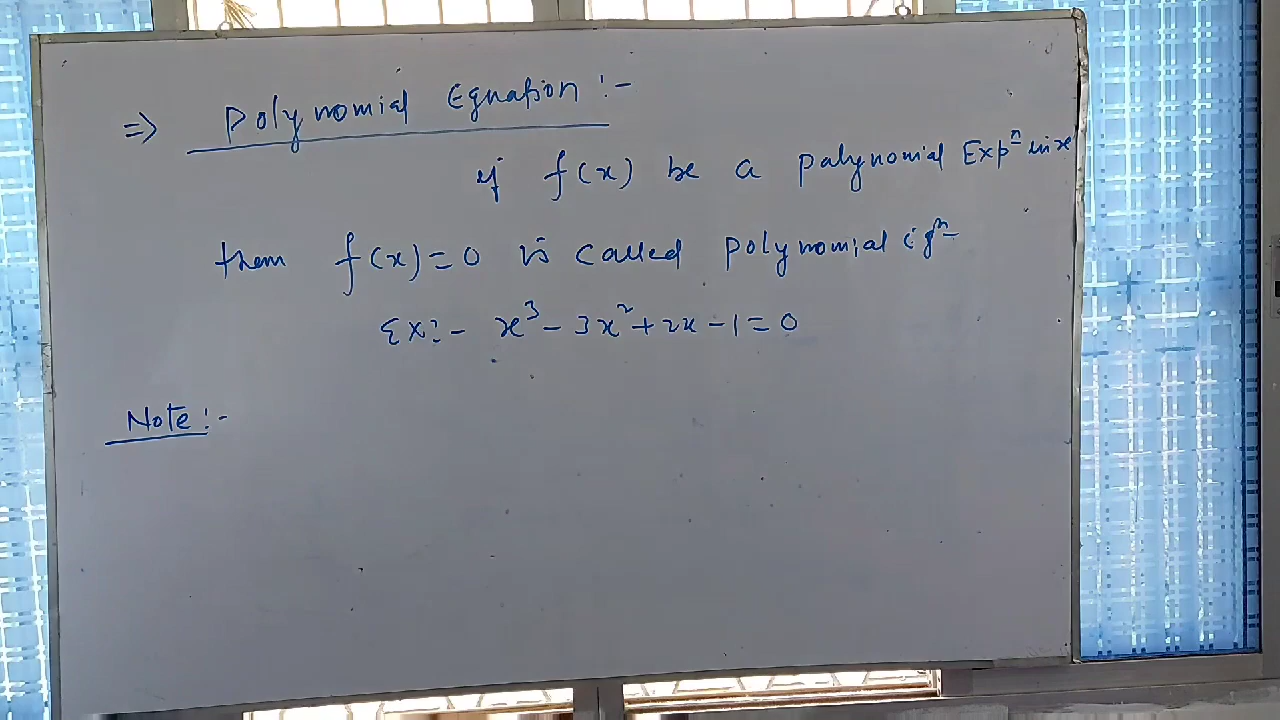 ⇒ Polynomial Equation :-
if f(x) be a palynomial Expⁿ in x
then f(x)=0 is called polynomial eqⁿ
Ex:- x³-3x²+2x-1=0
Note:-